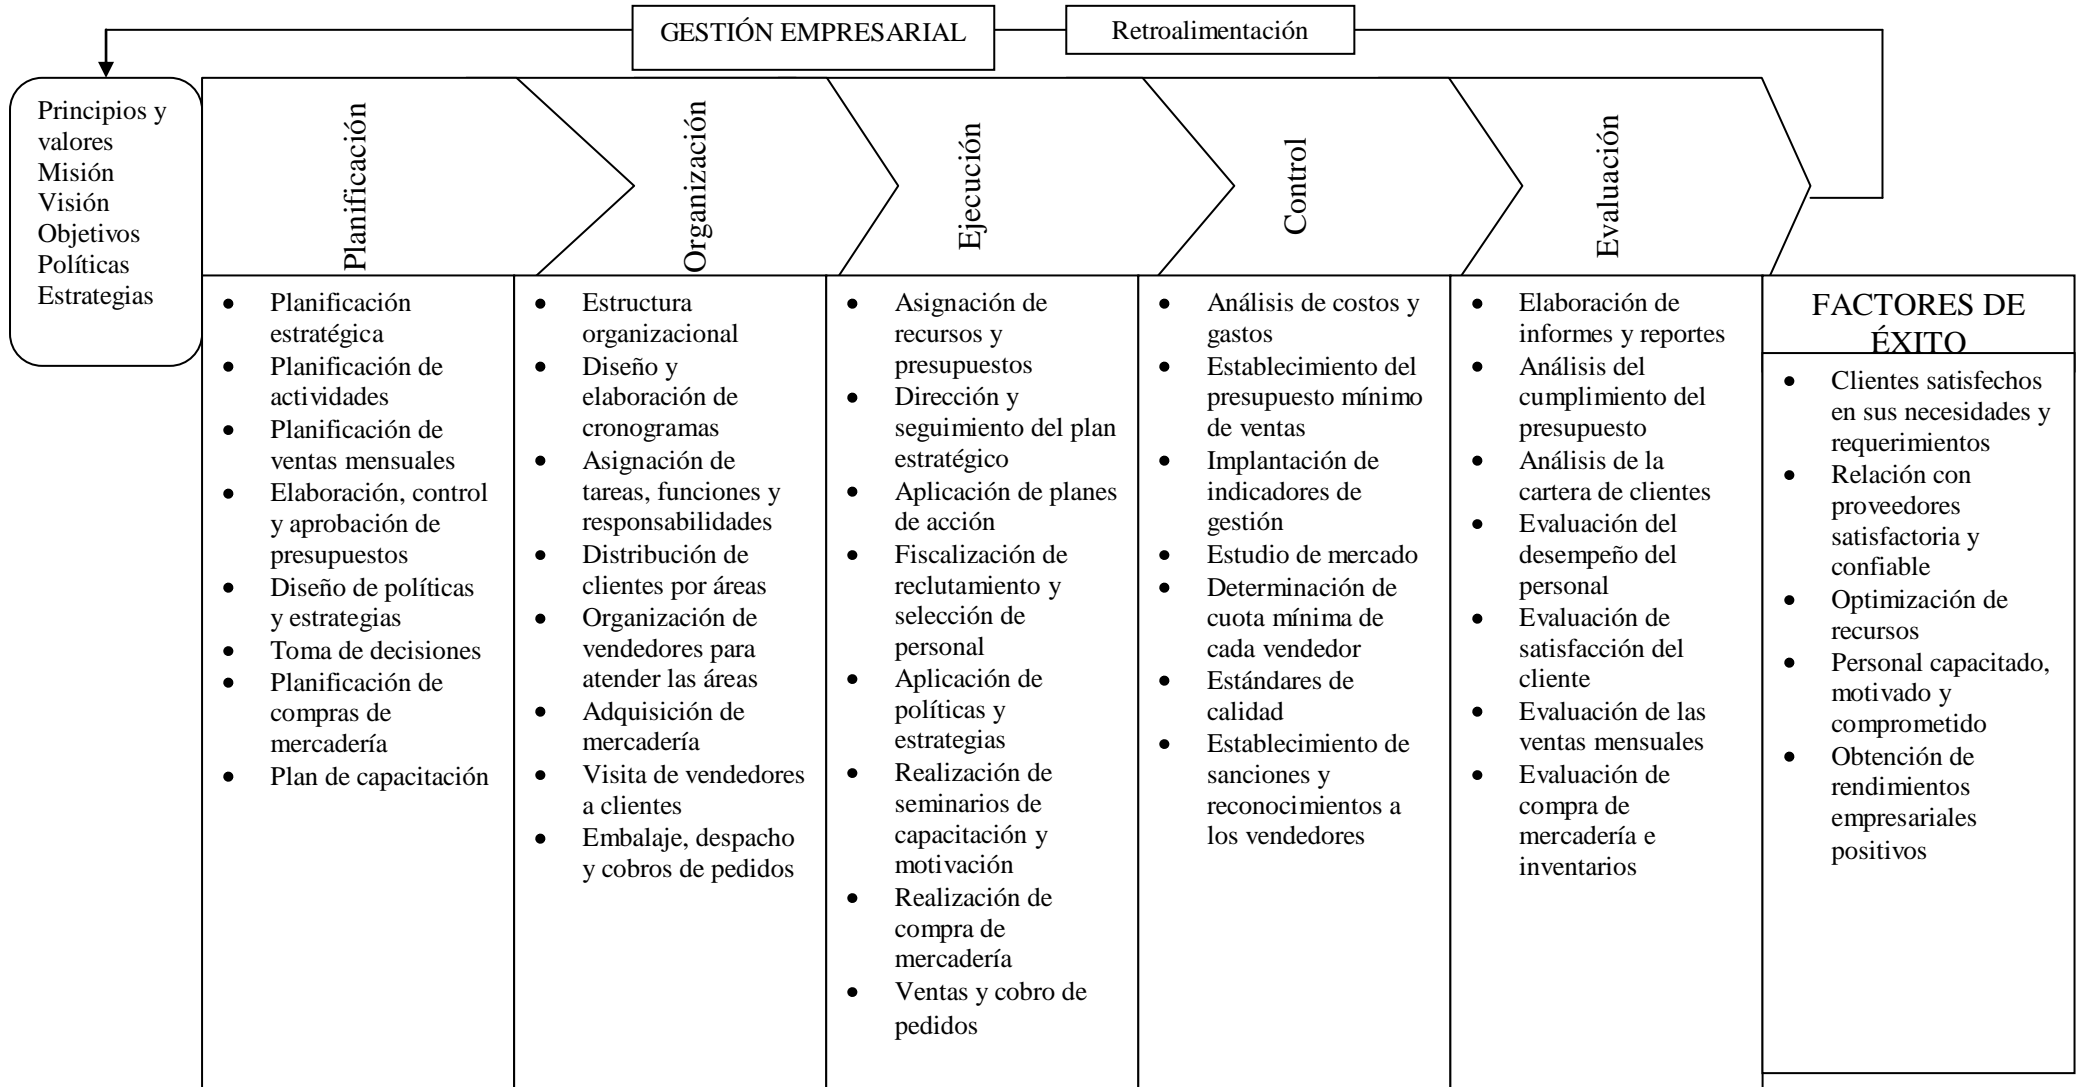 GESTIÓN EMPRESARIAL
Retroalimentación
Principios y
valores
Misión
Visión
Objetivos
Políticas
Estrategias
Planificación
Organización
Ejecución
Control
Evaluación
• Planificación
estratégica
• Planificación de
actividades
• Planificación de
ventas mensuales
• Elaboración, control
y aprobación de
presupuestos
• Diseño de políticas
y estrategias
• Toma de decisiones
• Planificación de
compras de
mercadería
• Plan de capacitación
• Estructura
organizacional
• Diseño y
elaboración de
cronogramas
• Asignación de
tareas, funciones y
responsabilidades
• Distribución de
clientes por áreas
• Organización de
vendedores para
atender las áreas
• Adquisición de
mercadería
• Visita de vendedores
a clientes
• Embalaje, despacho
y cobros de pedidos
• Asignación de
recursos y
presupuestos
• Dirección y
seguimiento del plan
estratégico
• Aplicación de planes
de acción
• Fiscalización de
reclutamiento y
selección de
personal
• Aplicación de
políticas y
estrategias
• Realización de
seminarios de
capacitación y
motivación
• Realización de
compra de
mercadería
• Ventas y cobro de
pedidos
• Análisis de costos y
gastos
• Establecimiento del
presupuesto mínimo
de ventas
• Implantación de
indicadores de
gestión
• Estudio de mercado
• Determinación de
cuota mínima de
cada vendedor
• Estándares de
calidad
• Establecimiento de
sanciones y
reconocimientos a
los vendedores
• Elaboración de
informes y reportes
• Análisis del
cumplimiento del
presupuesto
• Análisis de la
cartera de clientes
• Evaluación del
desempeño del
personal
• Evaluación de
satisfacción del
cliente
• Evaluación de las
ventas mensuales
• Evaluación de
compra de
mercadería e
inventarios
FACTORES DE
ÉXITO
• Clientes satisfechos
en sus necesidades y
requerimientos
• Relación con
proveedores
satisfactoria y
confiable
• Optimización de
recursos
• Personal capacitado,
motivado y
comprometido
• Obtención de
rendimientos
empresariales
positivos